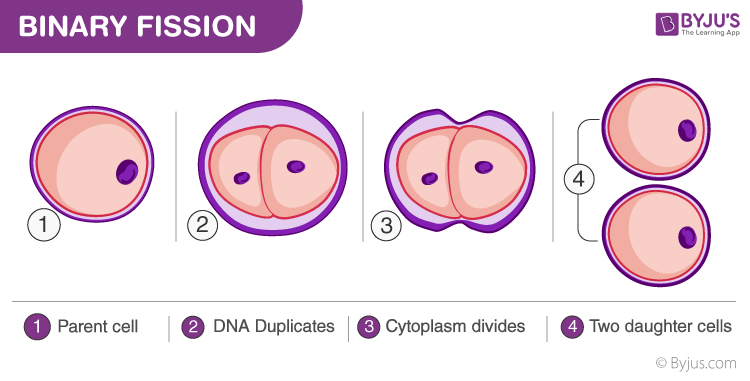 BINARY FISSION
BYJU'S
The Learning App
1
2
3
4
1 Parent cell
2 DNA Duplicates
3 Cytoplasm divides
4 Two daughter cells
© Byjus.com